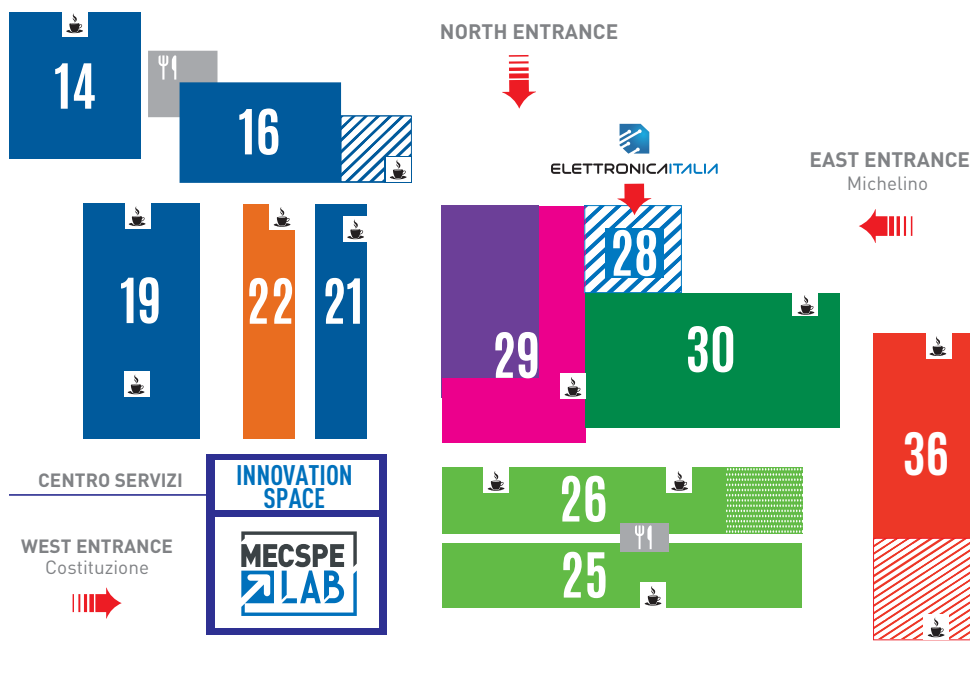 NORTH ENTRANCE
14
16
ELETTRONICAITALIA
EAST ENTRANCE
Michelino
28
19
22
21
29
30
36
CENTRO SERVIZI
INNOVATION
SPACE
26
WEST ENTRANCE
Costituzione
MECSPE
LAB
25